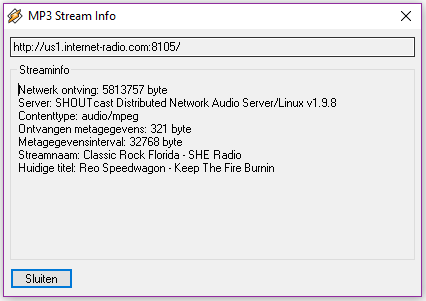 MP3 Stream Info
http://us1.internet-radio.com:8105/
Streaminfo
Netwerk ontving: 5813757 byte
Server: SHOUTcast Distributed Network Audio Server/Linux v1.9.8
Contenttype: audio/mpeg
Ontvangen metagegevens: 321 byte
Metagegevensinterval: 32768 byte
Streamnaam: Classic Rock Florida - SHE Radio
Huidige titel: Reo Speedwagon - Keep The Fire Burnin
Sluiten